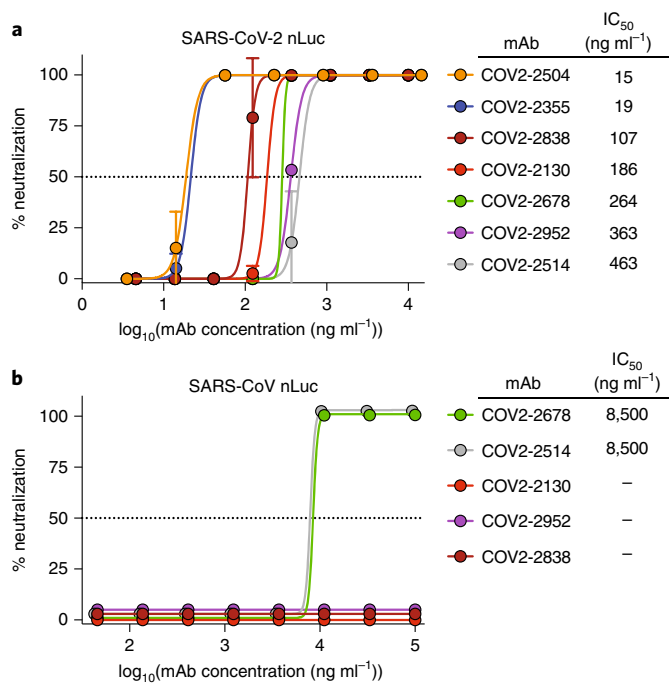 a
SARS-CoV-2 nLuc
100
75
50
25
0
% neutralization
0 1 2 3 4
log10(mAb concentration (ng ml–1))
mAb IC50 (ng ml–1)
COV2-2504 15
COV2-2355 19
COV2-2838 107
COV2-2130 186
COV2-2678 264
COV2-2952 363
COV2-2514 463
b
SARS-CoV nLuc
100
75
50
25
0
% neutralization
2 3 4 5
log10(mAb concentration (ng ml–1))
mAb IC50 (ng ml–1)
COV2-2678 8,500
COV2-2514 8,500
COV2-2130 –
COV2-2952 –
COV2-2838 –